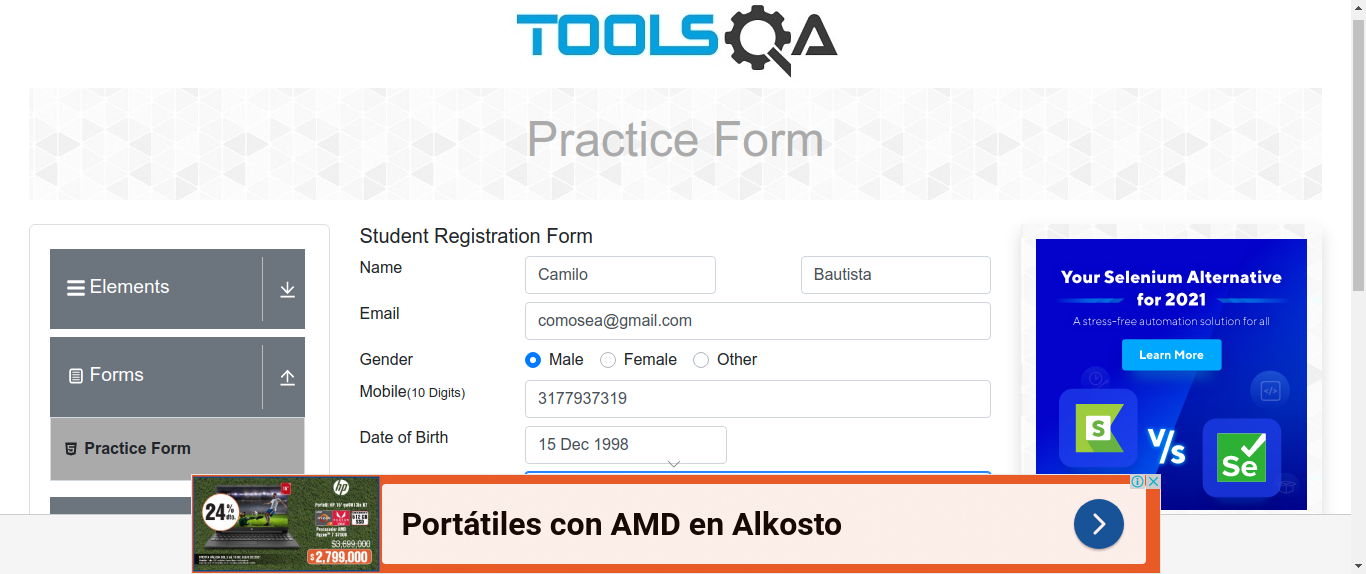 TOOLSQA
Practice Form
Elements
Forms
Practice Form
Student Registration Form
Name
Camilo
Bautista
Email
comosea@gmail.com
Gender
Male
Female
Other
Mobile(10 Digits)
3177937319
Date of Birth
15 Dec 1998
Your Selenium Alternative
for 2021
A stress-free automation solution for all
Learn More
S
V/s
Se
24% dto.
hp
$3,699,000
$2,799,000
Portátiles con AMD en Alkosto